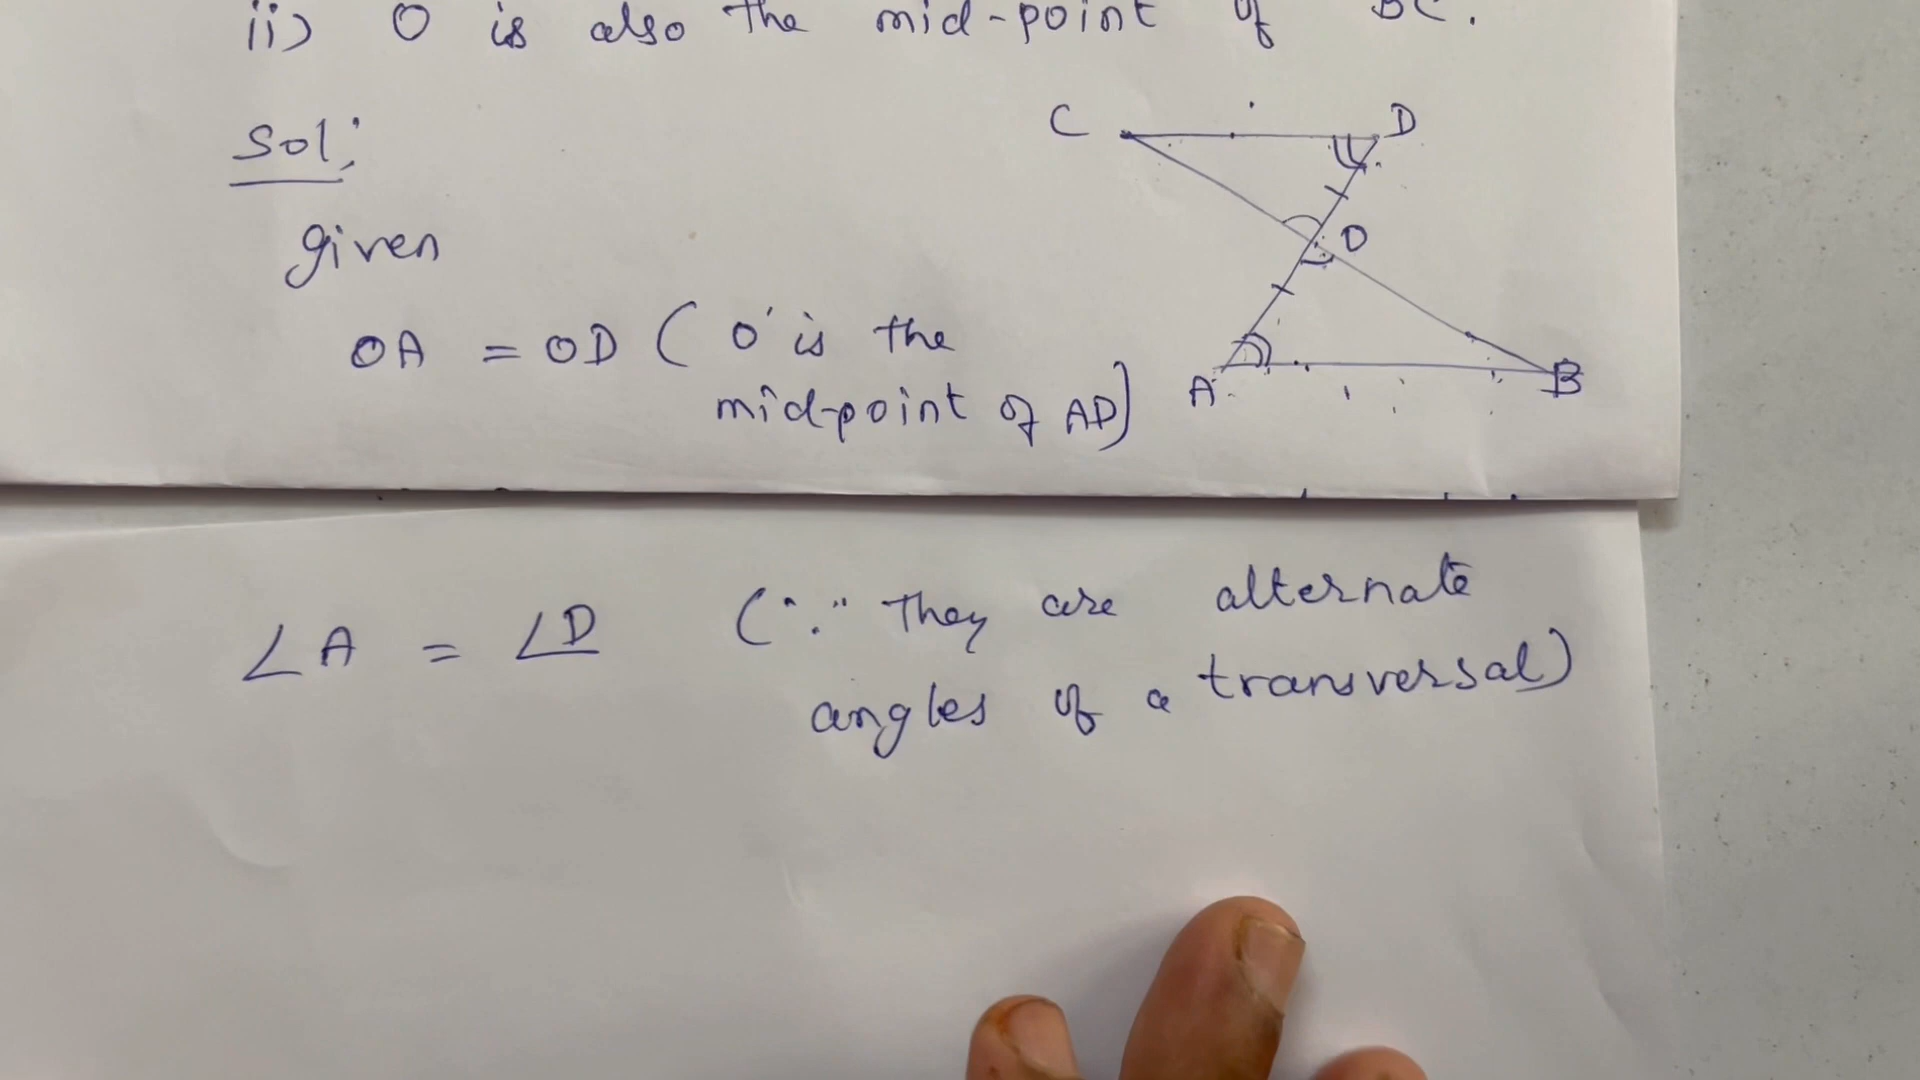 ii) O is also the mid-point of BC.
Sol:
given
OA = OD ( O is the
mid-point of AD)
C
D
O
A
B
∠A = ∠D (∵ They are alternate
angles of a transversal)